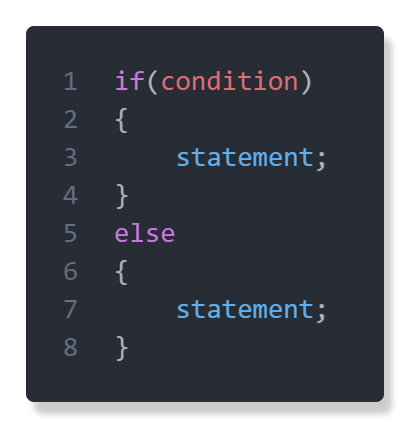 1 if(condition)
2 {
3     statement;
4 }
5 else
6 {
7     statement;
8 }